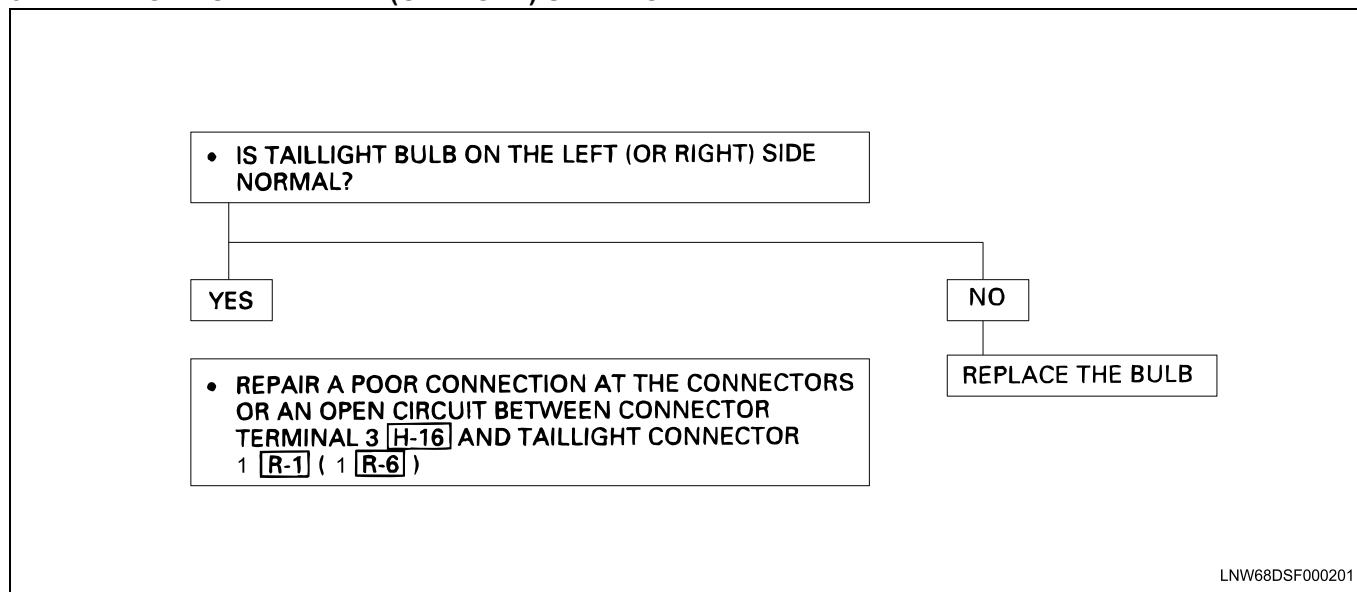 • IS TAILLIGHT BULB ON THE LEFT (OR RIGHT) SIDE
NORMAL?
YES
NO
• REPAIR A POOR CONNECTION AT THE CONNECTORS
OR AN OPEN CIRCUIT BETWEEN CONNECTOR
TERMINAL 3 H-16 AND TAILLIGHT CONNECTOR
1 R-1 ( 1 R-6 )
REPLACE THE BULB
LNW68DSF000201